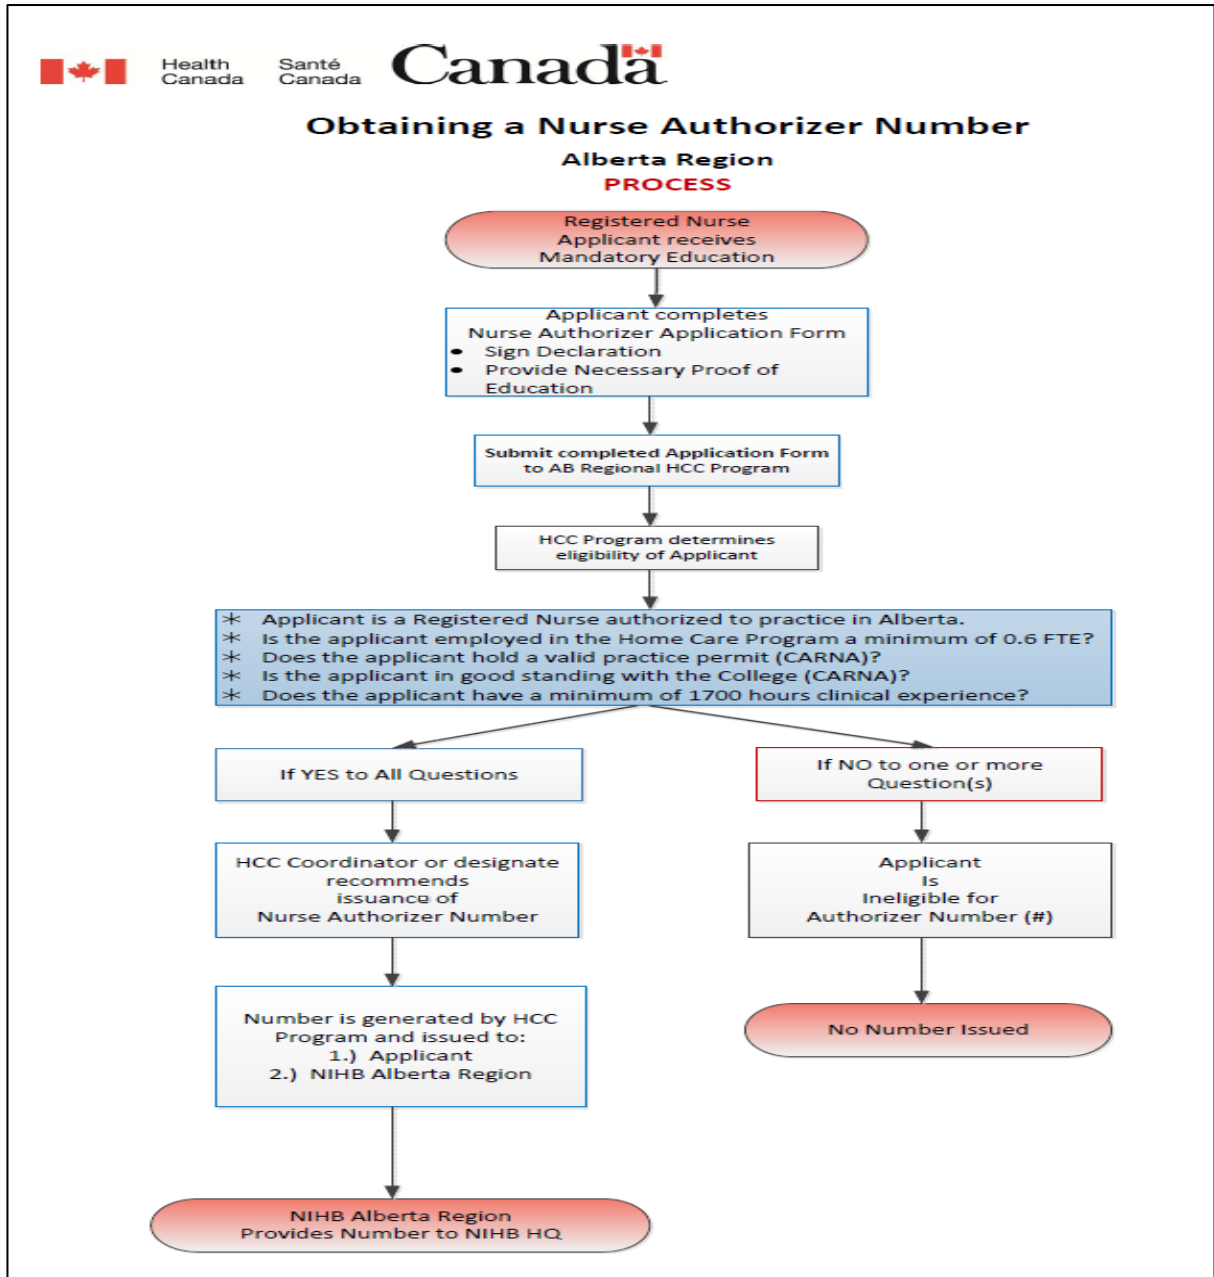 Health Santé
Canada Canada
Canada
Obtaining a Nurse Authorizer Number
Alberta Region
PROCESS
Registered Nurse
Applicant receives
Mandatory Education
Applicant completes
Nurse Authorizer Application Form
• Sign Declaration
• Provide Necessary Proof of
Education
Submit completed Application Form
to AB Regional HCC Program
HCC Program determines
eligibility of Applicant
* Applicant is a Registered Nurse authorized to practice in Alberta.
* Is the applicant employed in the Home Care Program a minimum of 0.6 FTE?
* Does the applicant hold a valid practice permit (CARNA)?
* Is the applicant in good standing with the College (CARNA)?
* Does the applicant have a minimum of 1700 hours clinical experience?
If YES to All Questions
If NO to one or more
Question(s)
HCC Coordinator or designate
recommends
issuance of
Nurse Authorizer Number
Applicant
Is
Ineligible for
Authorizer Number (#)
Number is generated by HCC
Program and issued to:
1.) Applicant
2.) NIHB Alberta Region
No Number Issued
NIHB Alberta Region
Provides Number to NIHB HQ